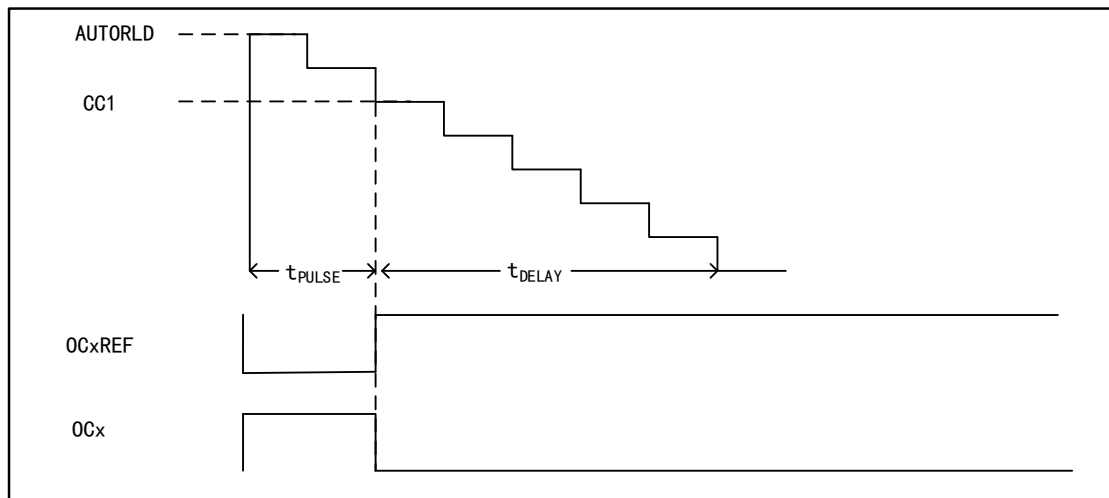 AUTORLD
CC1
tPULSE
tDELAY
OCxREF
OCx